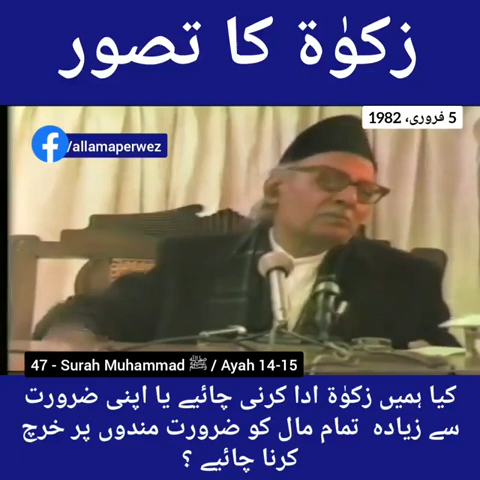 زکوٰۃ کا تصور
5 فروری، 1982
/allamaperwez
47 - Surah Muhammad ﷺ / Ayah 14-15
کیا ہمیں زکوٰۃ ادا کرنی چائیے یا اپنی ضرورت
سے زیادہ تمام مال کو ضرورت مندوں پر خرچ
کرنا چائیے ؟